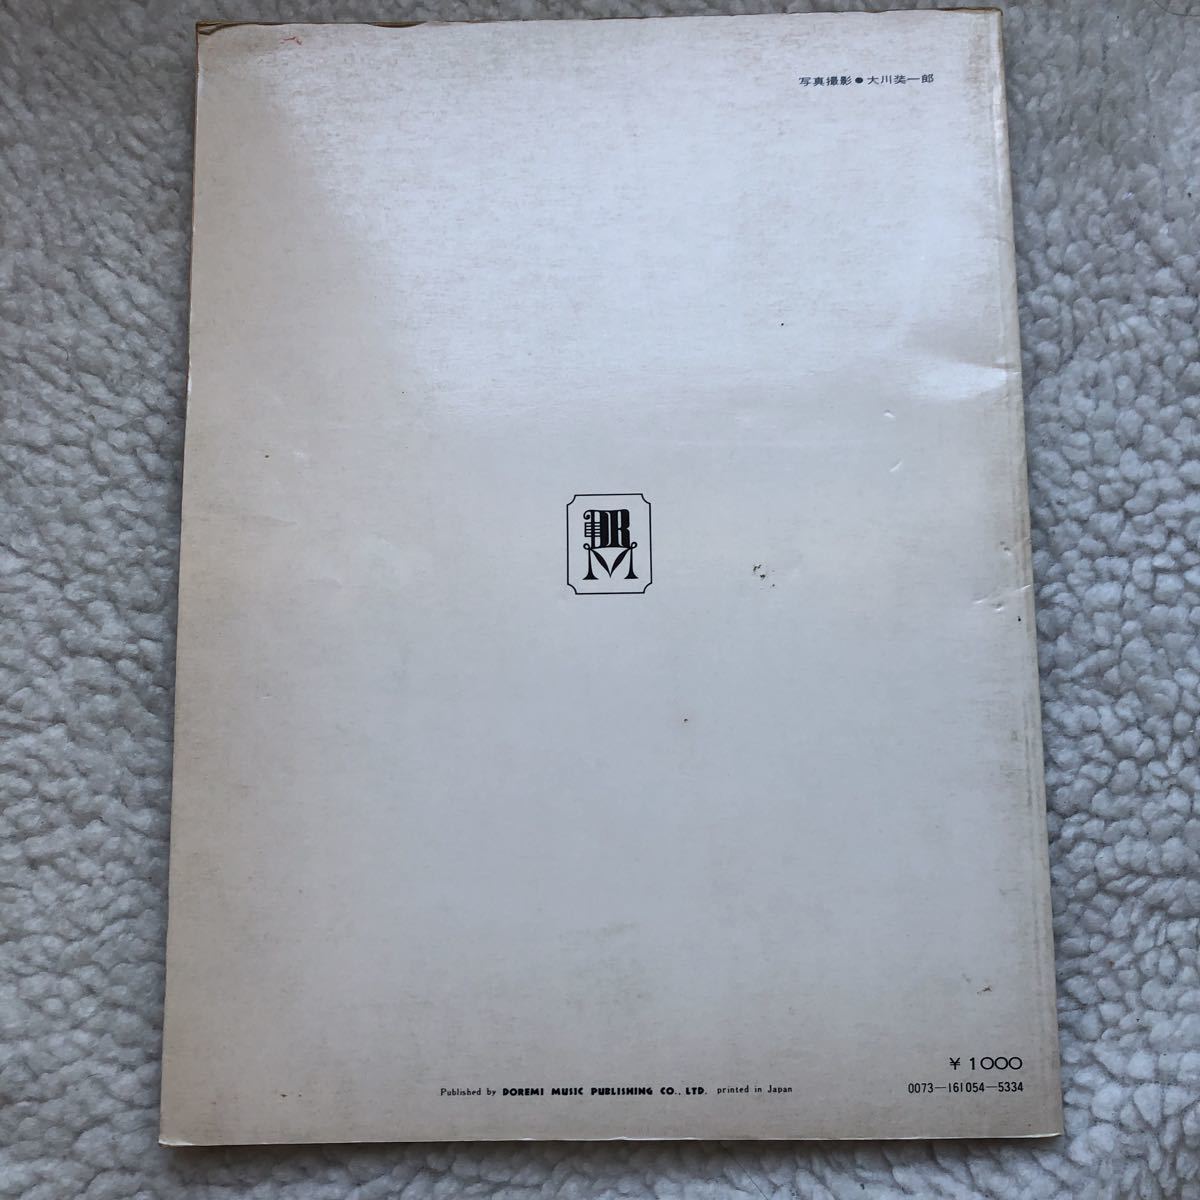 写真撮影●大川奘一郎
DRM
¥1000
Published by DOREMI MUSIC PUBLISHING CO., LTD. printed in Japan
0073—161054—5334